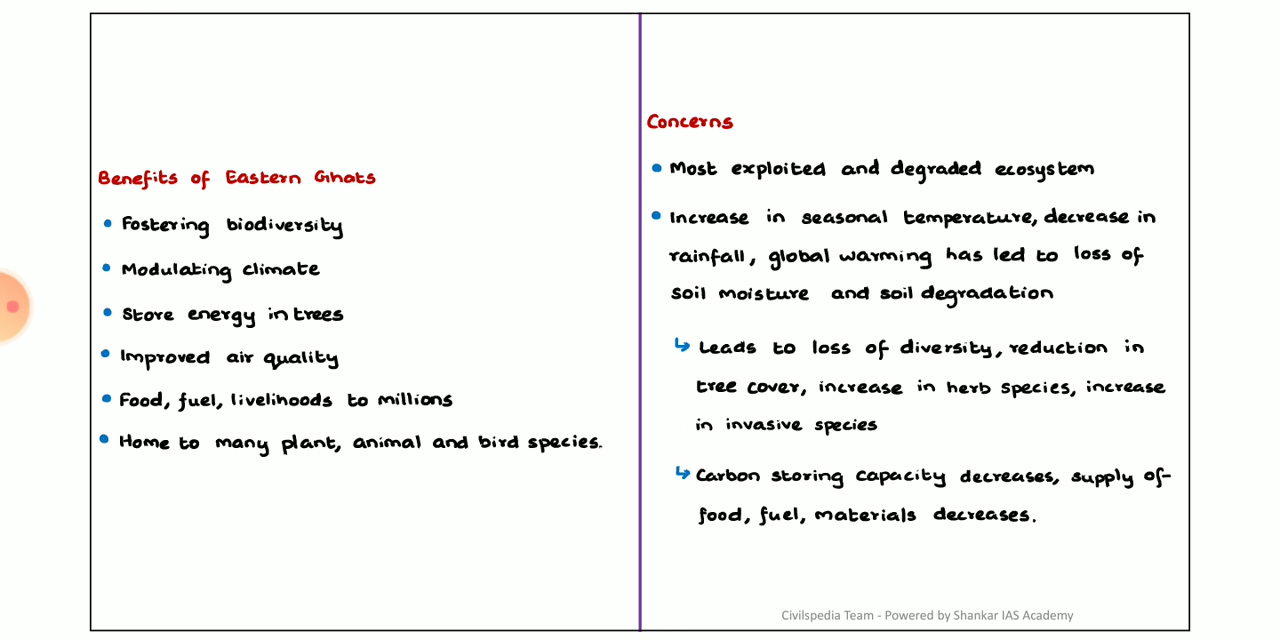 Benefits of Eastern Ghats
Fostering biodiversity
Modulating climate
Store energy in trees
Improved air quality
Food, fuel, livelihoods to millions
Home to many plant, animal and bird species.
Concerns
Most exploited and degraded ecosystem
Increase in seasonal temperature, decrease in
rainfall, global warming has led to loss of
soil moisture and soil degradation
↳ Leads to loss of diversity, reduction in
tree cover, increase in herb species, increase
in invasive species
↳ Carbon storing capacity decreases, supply of
food, fuel, materials decreases.
Civilspedia Team - Powered by Shankar IAS Academy